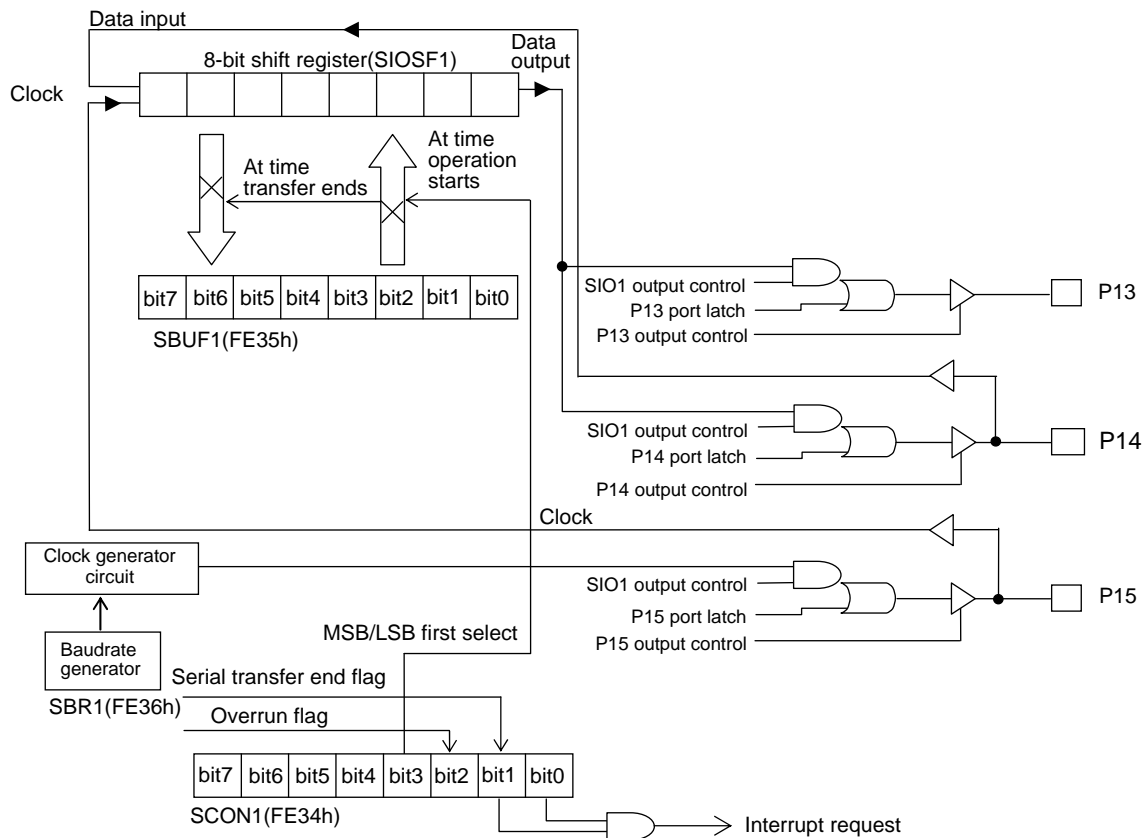 Data input
8-bit shift register(SIOSF1)
Data
output
Clock
At time
transfer ends
At time
operation
starts
bit7 bit6 bit5 bit4 bit3 bit2 bit1 bit0
SBUF1(FE35h)
SIO1 output control
P13 port latch
P13 output control
P13
SIO1 output control
P14 port latch
P14 output control
P14
Clock
Clock generator
circuit
SIO1 output control
P15 port latch
P15 output control
P15
Baudrate
generator
SBR1(FE36h)
MSB/LSB first select
Serial transfer end flag
Overrun flag
bit7 bit6 bit5 bit4 bit3 bit2 bit1 bit0
SCON1(FE34h)
Interrupt request